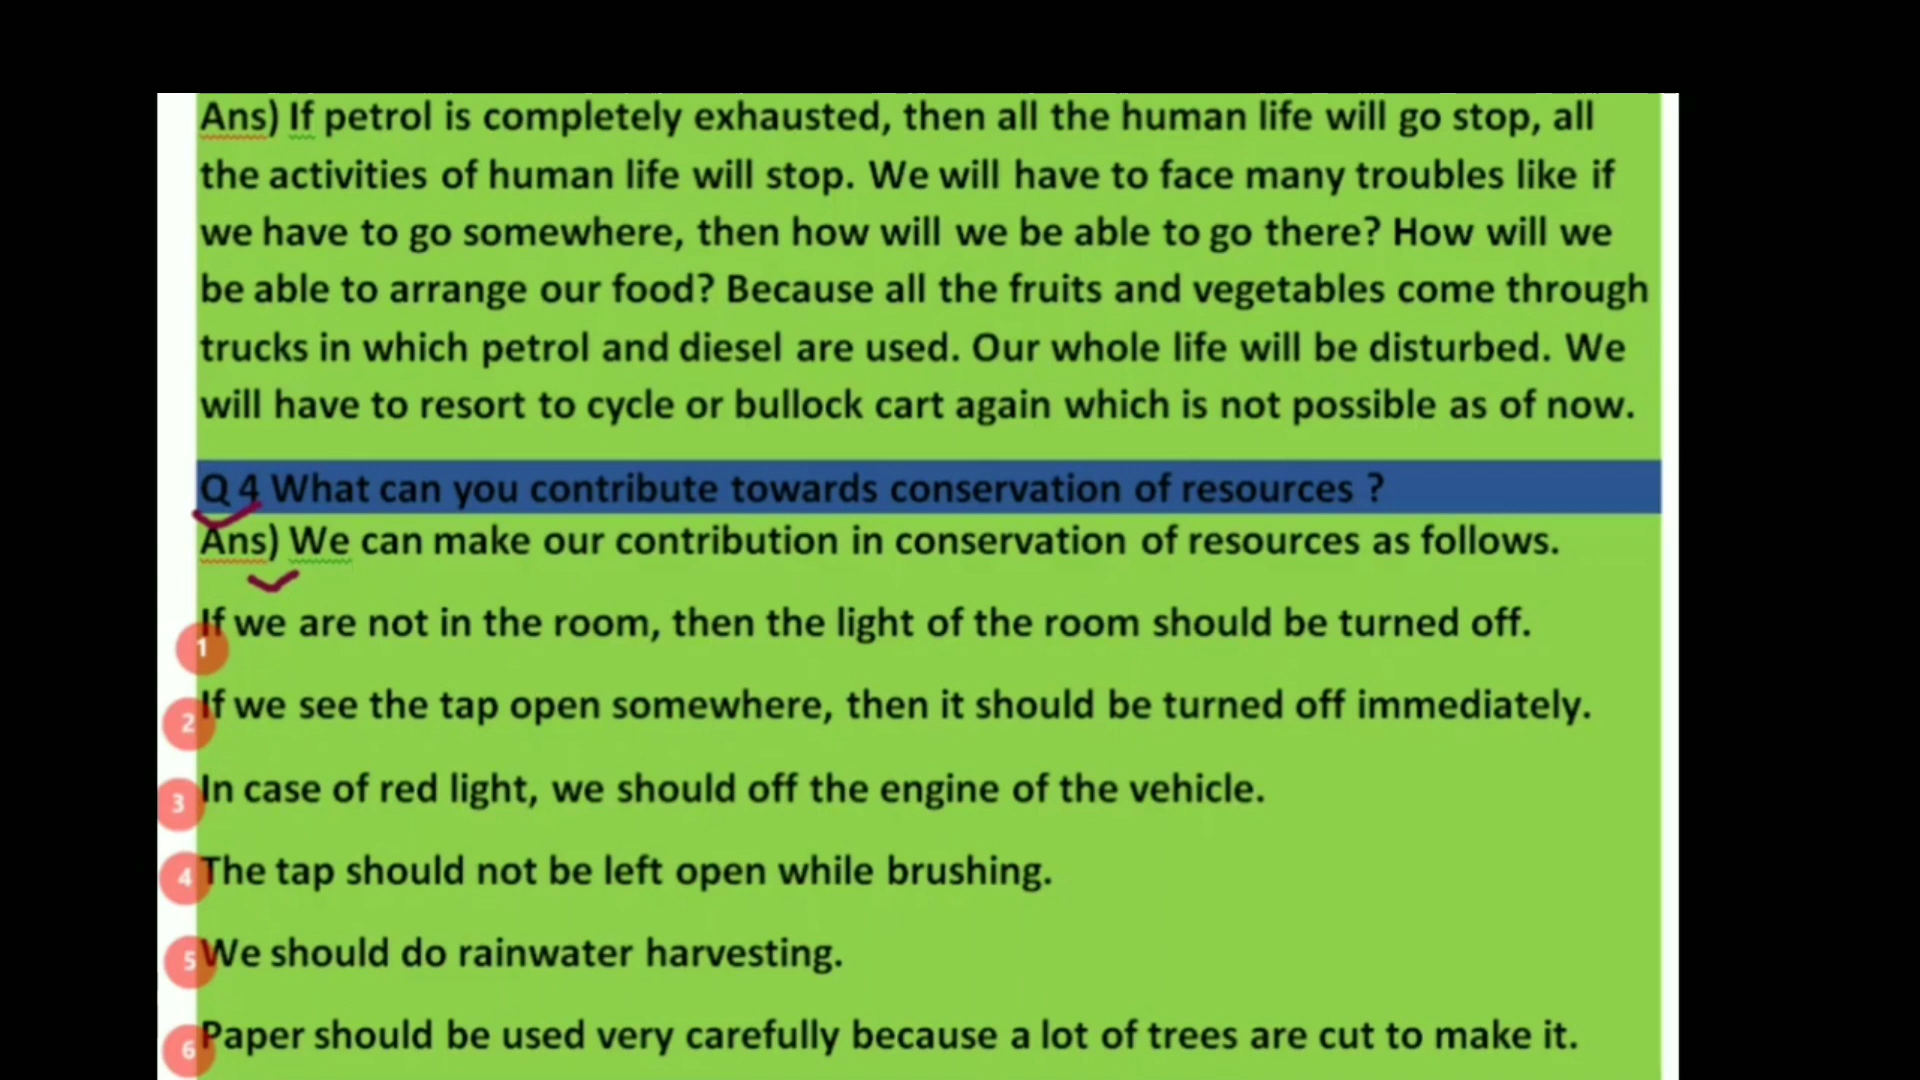 Ans) If petrol is completely exhausted, then all the human life will go stop, all
the activities of human life will stop. We will have to face many troubles like if
we have to go somewhere, then how will we be able to go there? How will we
be able to arrange our food? Because all the fruits and vegetables come through
trucks in which petrol and diesel are used. Our whole life will be disturbed. We
will have to resort to cycle or bullock cart again which is not possible as of now.
Q 4 What can you contribute towards conservation of resources ?
Ans) We can make our contribution in conservation of resources as follows.
1 If we are not in the room, then the light of the room should be turned off.
2 If we see the tap open somewhere, then it should be turned off immediately.
3 In case of red light, we should off the engine of the vehicle.
4 The tap should not be left open while brushing.
5 We should do rainwater harvesting.
6 Paper should be used very carefully because a lot of trees are cut to make it.